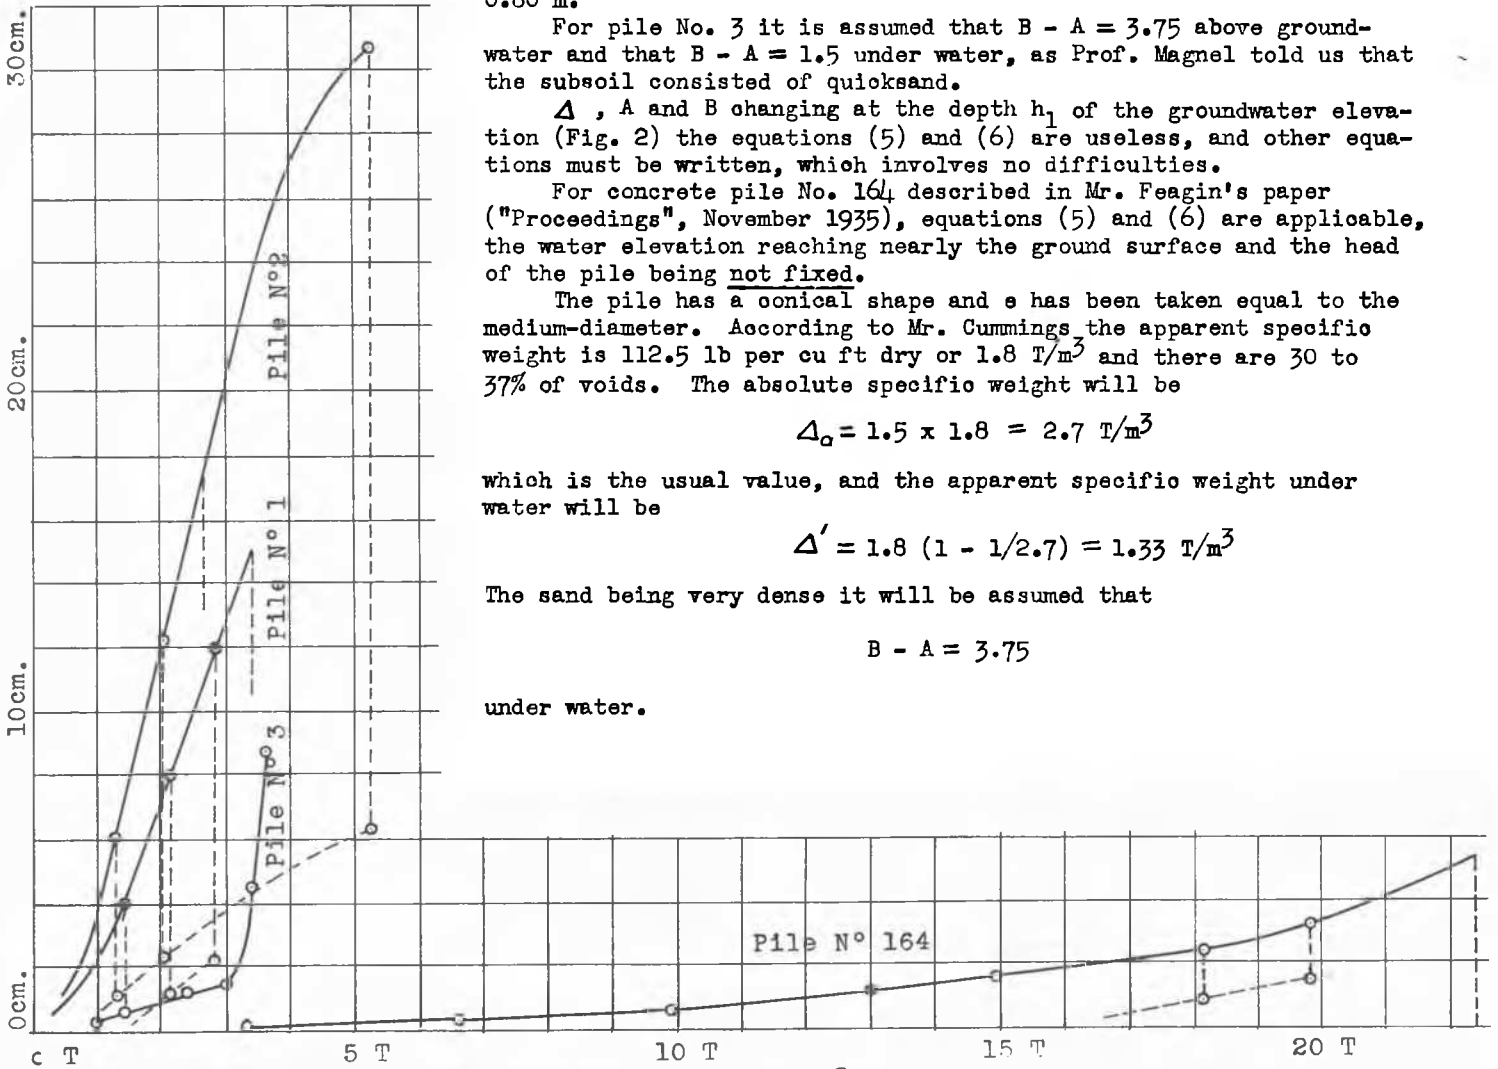 0.80 m.
For pile No. 3 it is assumed that B - A = 3.75 above ground-
water and that B - A = 1.5 under water, as Prof. Magnel told us that
the subsoil consisted of quicksand.
Δ , A and B changing at the depth h₁ of the groundwater eleva-
tion (Fig. 2) the equations (5) and (6) are useless, and other equa-
tions must be written, which involves no difficulties.
For concrete pile No. 164 described in Mr. Feagin's paper
("Proceedings", November 1935), equations (5) and (6) are applicable,
the water elevation reaching nearly the ground surface and the head
of the pile being not fixed.
The pile has a conical shape and e has been taken equal to the
medium-diameter. According to Mr. Cummings the apparent specific
weight is 112.5 lb per cu ft dry or 1.8 T/m³ and there are 30 to
37% of voids. The absolute specific weight will be
Δₐ = 1.5 x 1.8 = 2.7 T/m³
which is the usual value, and the apparent specific weight under
water will be
Δ' = 1.8 (1 - 1/2.7) = 1.33 T/m³
The sand being very dense it will be assumed that
B - A = 3.75
under water.
30cm.
20cm.
10cm.
0cm.
Pile N°2
Pile N° 1
Pile N° 3
Pile N° 164
c T
5 T
10 T
15 T
20 T